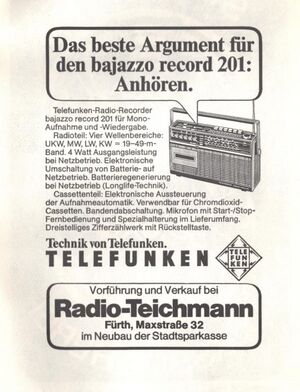 Das beste Argument für
den bajazzo record 201:
Anhören.
Telefunken-Radio-Recorder
bajazzo record 201 für Mono-
Aufnahme und -Wiedergabe.
Radioteil: Vier Wellenbereiche:
UKW, MW, LW, KW = 19-49-m-
Band. 4 Watt Ausgangsleistung
bei Netzbetrieb. Elektronische
Umschaltung von Batterie- auf
Netzbetrieb. Batterieregenerierung
bei Netzbetrieb (Longlife-Technik).
Cassettenteil: Elektronische Aussteuerung
der Aufnahmeautomatik. Verwendbar für Chromdioxid-
Cassetten. Bandendabschaltung. Mikrofon mit Start-/Stop-
Fernbedienung und Spezialhalterung im Lieferumfang.
Dreistelliges Zifferzählwerk mit Rückstelltaste.
Technik von Telefunken.
TELEFUNKEN
TELE
FUN
KEN
Vorführung und Verkauf bei
Radio-Teichmann
Fürth, Maxstraße 32
im Neubau der Stadtsparkasse